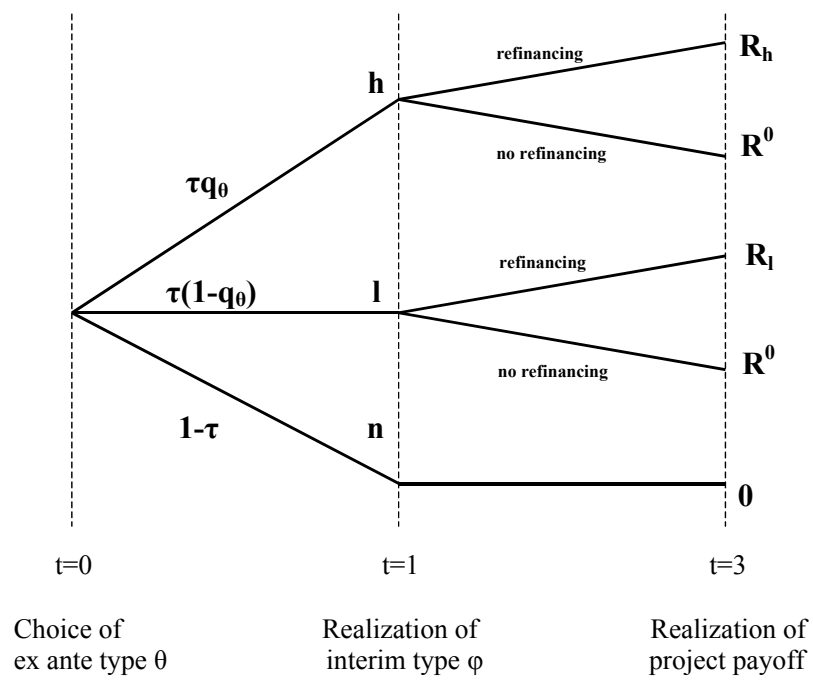 refinancing
R_h
h
no refinancing
R^0
τq_θ
refinancing
R_l
τ(1-q_θ)
l
no refinancing
R^0
1-τ
n
0
t=0
t=1
t=3
Choice of
ex ante type θ
Realization of
interim type φ
Realization of
project payoff